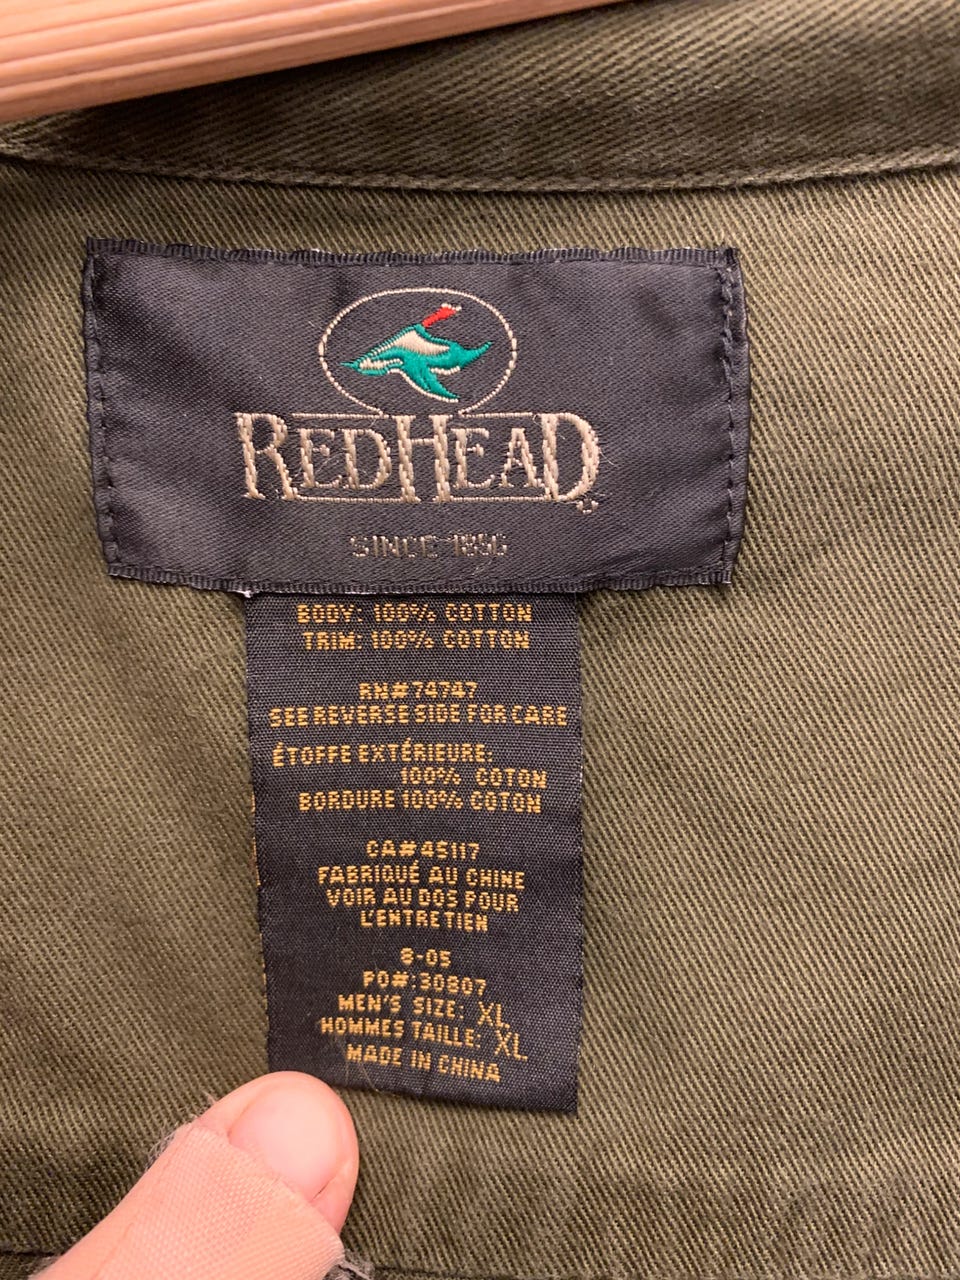 REDHEAD
SINCE 1856
BODY: 100% COTTON
TRIM: 100% COTTON
RN#74747
SEE REVERSE SIDE FOR CARE
ÉTOFFE EXTÉRIEURE:
100% COTON
BORDURE 100% COTON
CA#45117
FABRIQUÉ AU CHINE
VOIR AU DOS POUR
L'ENTRETIEN
8-05
PO#:30807
MEN'S SIZE: XL
HOMMES TAILLE: XL
MADE IN CHINA